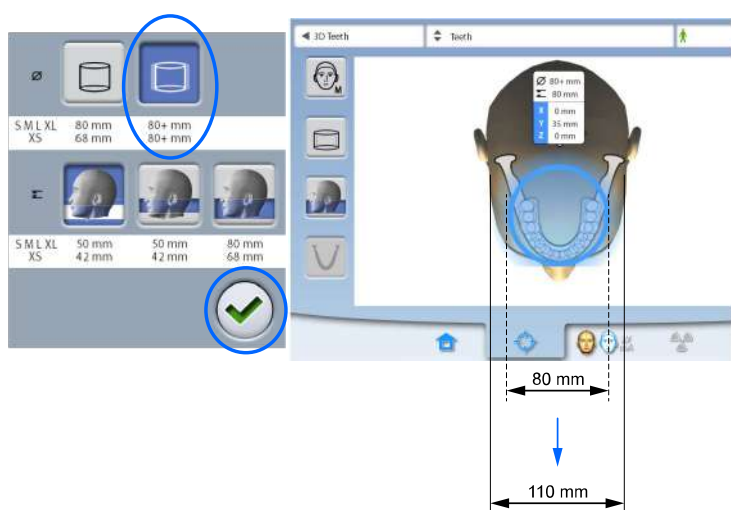 3D Teeth
Teeth
Ø
S M L XL 80 mm 80+ mm
XS 68 mm 80+ mm
S M L XL 50 mm 50 mm 80 mm
XS 42 mm 42 mm 68 mm
M
Ø 80+ mm
80 mm
X 0 mm
Y 35 mm
Z 0 mm
80 mm
110 mm